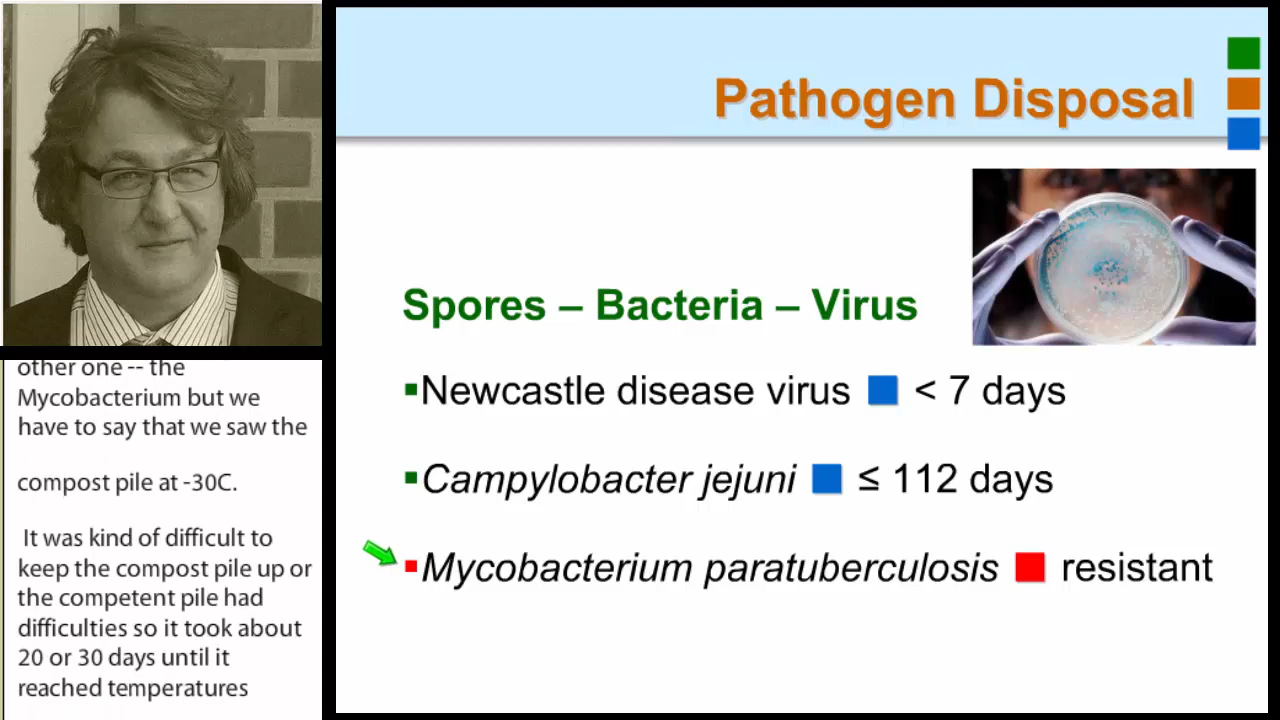 Pathogen Disposal
Spores – Bacteria – Virus
Newcastle disease virus < 7 days
Campylobacter jejuni ≤ 112 days
Mycobacterium paratuberculosis resistant
other one -- the
Mycobacterium but we
have to say that we saw the
compost pile at -30C.
It was kind of difficult to
keep the compost pile up or
the competent pile had
difficulties so it took about
20 or 30 days until it
reached temperatures